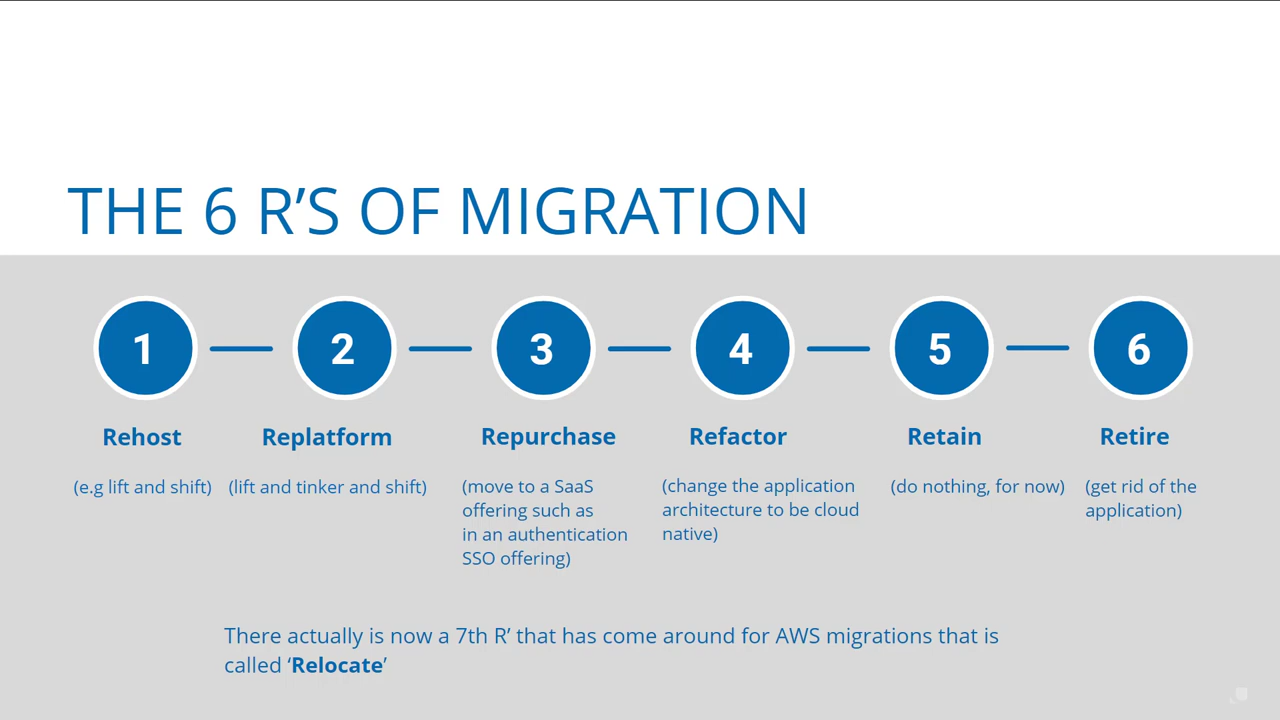 THE 6 R’S OF MIGRATION
1 2 3 4 5 6
Rehost Replatform Repurchase Refactor Retain Retire
(e.g lift and shift)
(lift and tinker and shift)
(move to a SaaS
offering such as
in an authentication
SSO offering)
(change the application
architecture to be cloud
native)
(do nothing, for now)
(get rid of the
application)
There actually is now a 7th R’ that has come around for AWS migrations that is
called ‘Relocate’